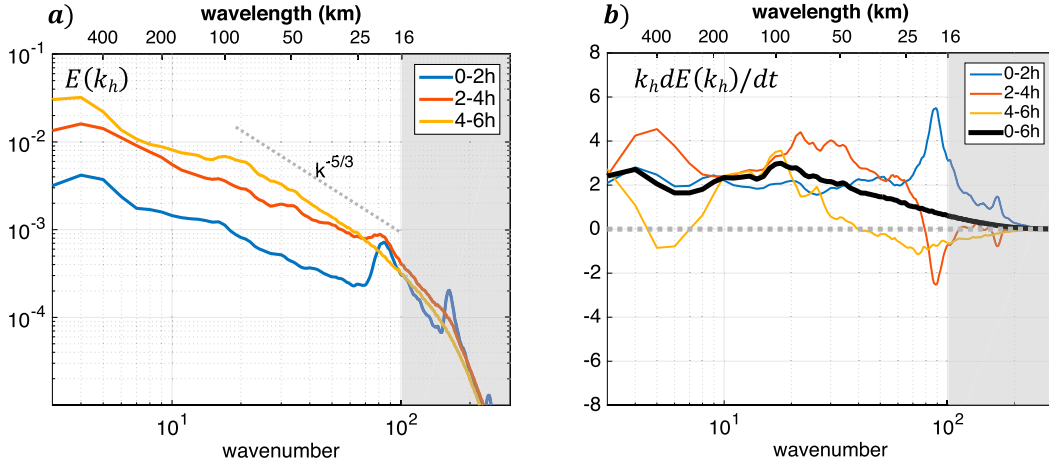 a)
wavelength (km)
400 200 100 50 25 16
E(k_h)
0-2h
2-4h
4-6h
k^-5/3
10^-1
10^-2
10^-3
10^-4
10^1 10^2
wavenumber
b)
wavelength (km)
400 200 100 50 25 16
k_h dE(k_h)/dt
0-2h
2-4h
4-6h
0-6h
8
6
4
2
0
-2
-4
-6
-8
10^1 10^2
wavenumber